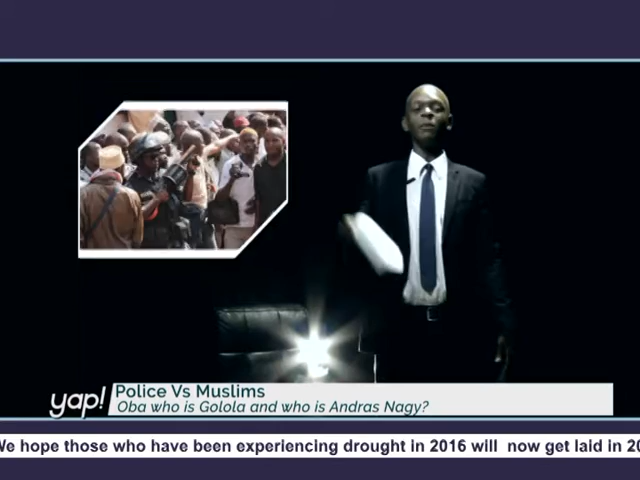 yap!
Police Vs Muslims
Oba who is Golola and who is Andras Nagy?
We hope those who have been experiencing drought in 2016 will now get laid in 20